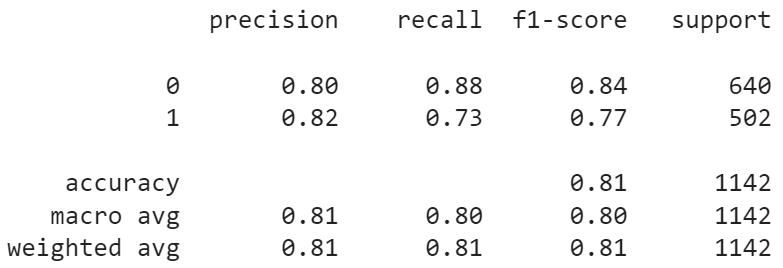 precision recall f1-score support
0 0.80 0.88 0.84 640
1 0.82 0.73 0.77 502
accuracy 0.81 1142
macro avg 0.81 0.80 0.80 1142
weighted avg 0.81 0.81 0.81 1142